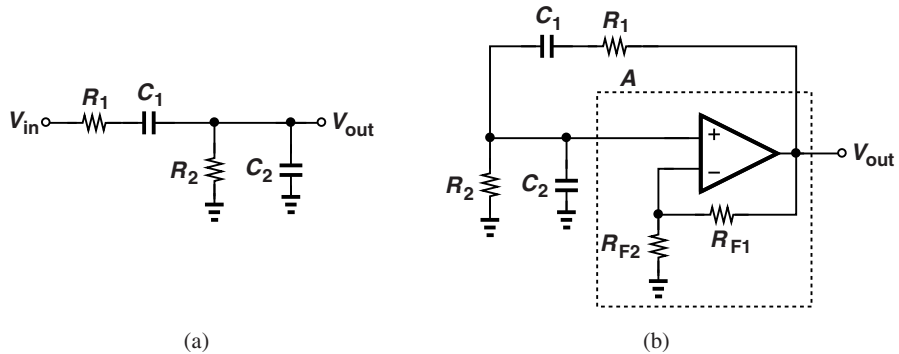 V_in
R_1
C_1
R_2
C_2
V_out
(a)
C_1
R_1
A
+
−
R_2
C_2
R_F2
R_F1
V_out
(b)